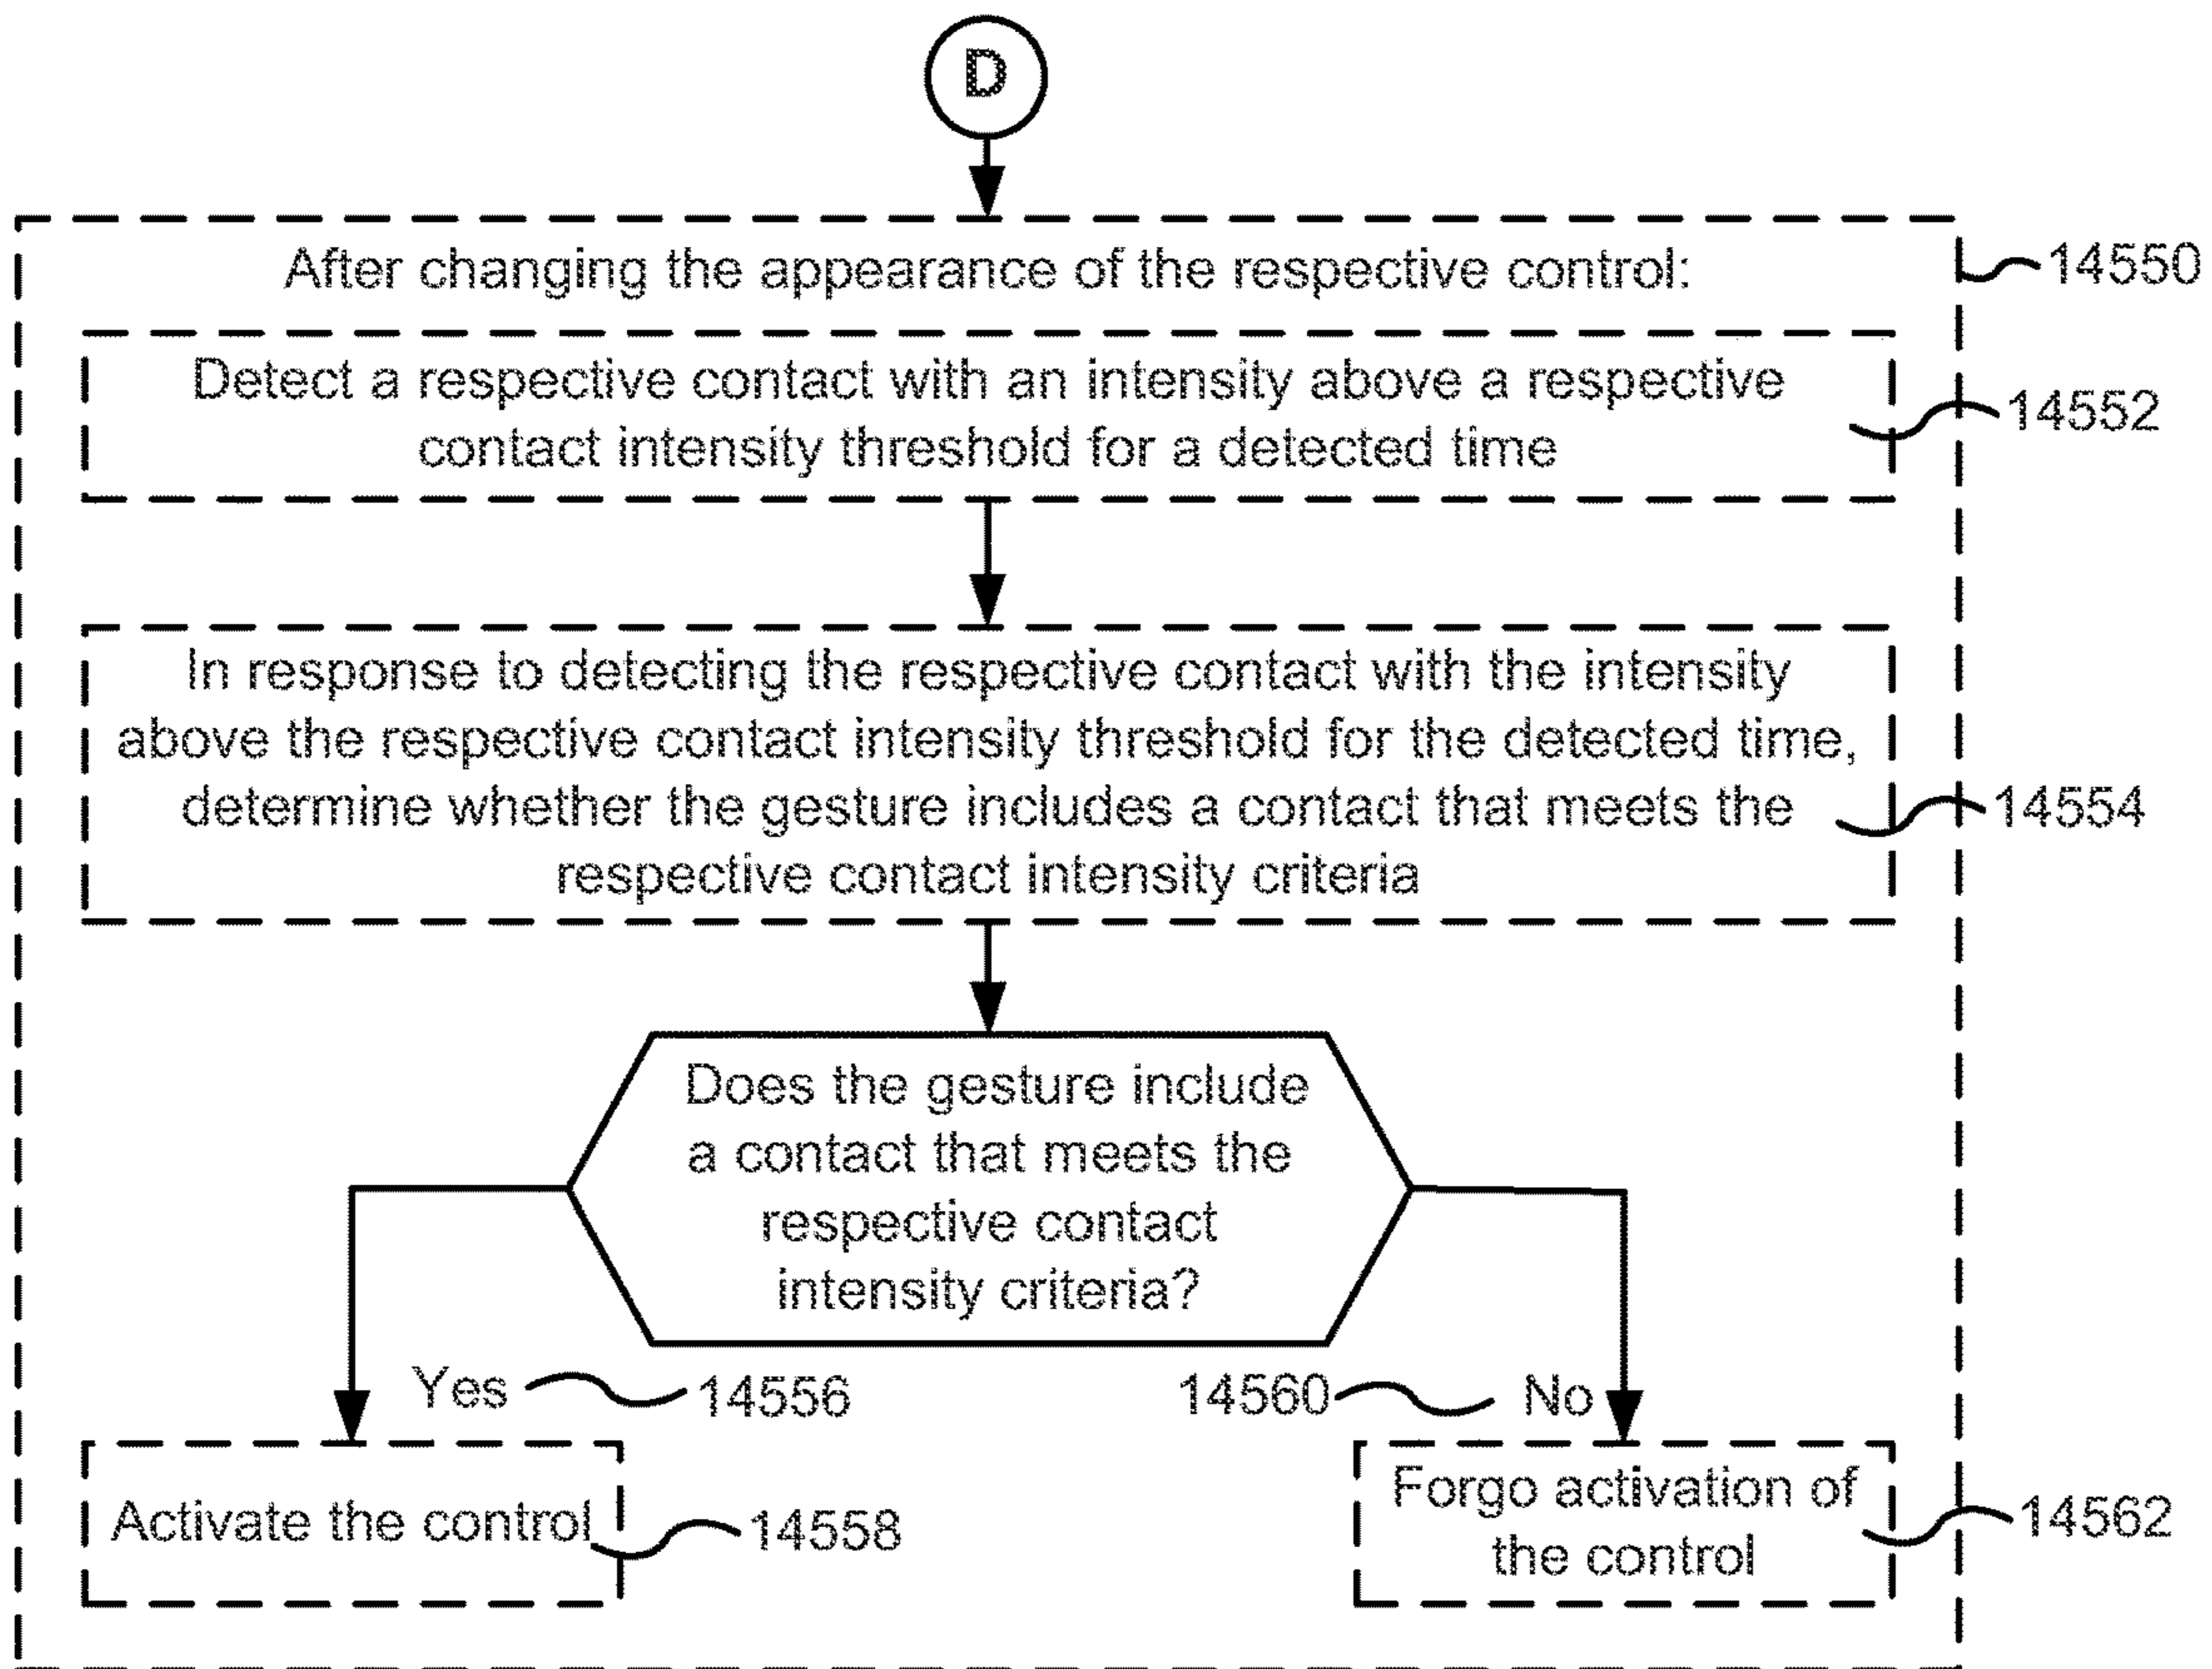 D
After changing the appearance of the respective control:
14550
Detect a respective contact with an intensity above a respective
contact intensity threshold for a detected time
14552
In response to detecting the respective contact with the intensity
above the respective contact intensity threshold for the detected time,
determine whether the gesture includes a contact that meets the
respective contact intensity criteria
14554
Does the gesture include
a contact that meets the
respective contact
intensity criteria?
Yes
14556
14560
No
Activate the control
14558
Forgo activation of
the control
14562